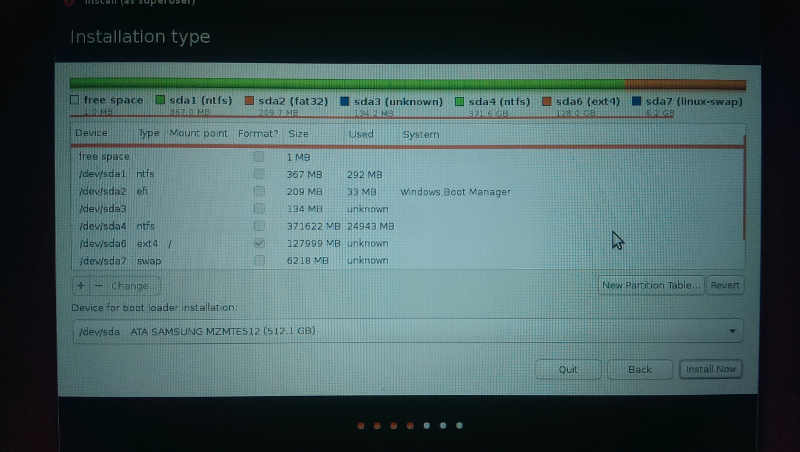 Install (as superuser)
Installation type
free space sda1 (ntfs) sda2 (fat32) sda3 (unknown) sda4 (ntfs) sda6 (ext4) sda7 (linux-swap)
1.0 MB 367.0 MB 209.7 MB 134.2 MB 371.6 GB 128.0 GB 6.2 GB
Device Type Mount point Format? Size Used System
free space 1 MB
/dev/sda1 ntfs 367 MB 292 MB
/dev/sda2 efi 209 MB 33 MB Windows Boot Manager
/dev/sda3 134 MB unknown
/dev/sda4 ntfs 371622 MB 24943 MB
/dev/sda6 ext4 / 127999 MB unknown
/dev/sda7 swap 6218 MB unknown
+ − Change... New Partition Table... Revert
Device for boot loader installation:
/dev/sda ATA SAMSUNG MZMTE512 (512.1 GB)
Quit Back Install Now